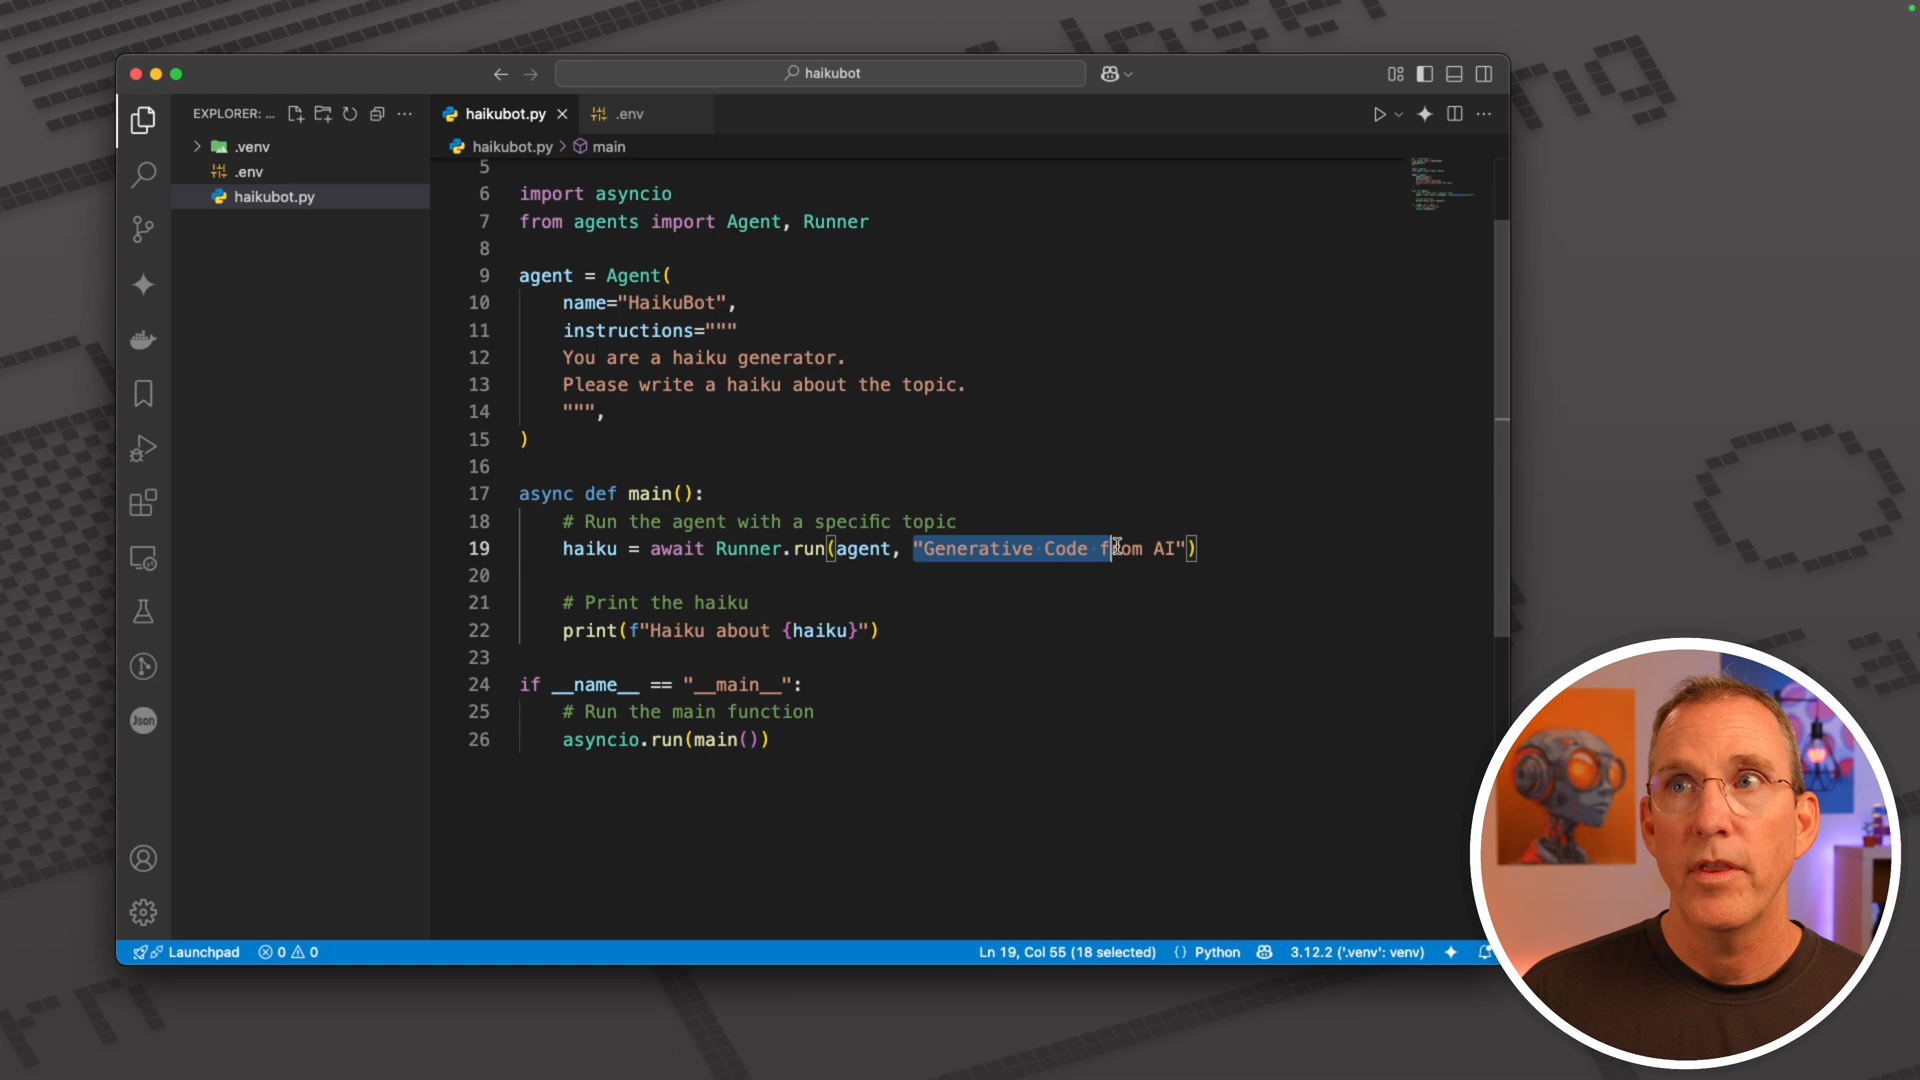 haikubot
EXPLORER: ...
.venv
.env
haikubot.py
haikubot.py
.env
haikubot.py > main
5
6 import asyncio
7 from agents import Agent, Runner
8
9 agent = Agent(
10 name="HaikuBot",
11 instructions="""
12 You are a haiku generator.
13 Please write a haiku about the topic.
14 """,
15 )
16
17 async def main():
18 # Run the agent with a specific topic
19 haiku = await Runner.run(agent, "Generative Code from AI")
20
21 # Print the haiku
22 print(f"Haiku about {haiku}")
23
24 if __name__ == "__main__":
25 # Run the main function
26 asyncio.run(main())
Json
Launchpad 0 0
Ln 19, Col 55 (18 selected) {} Python 3.12.2 ('.venv': venv)